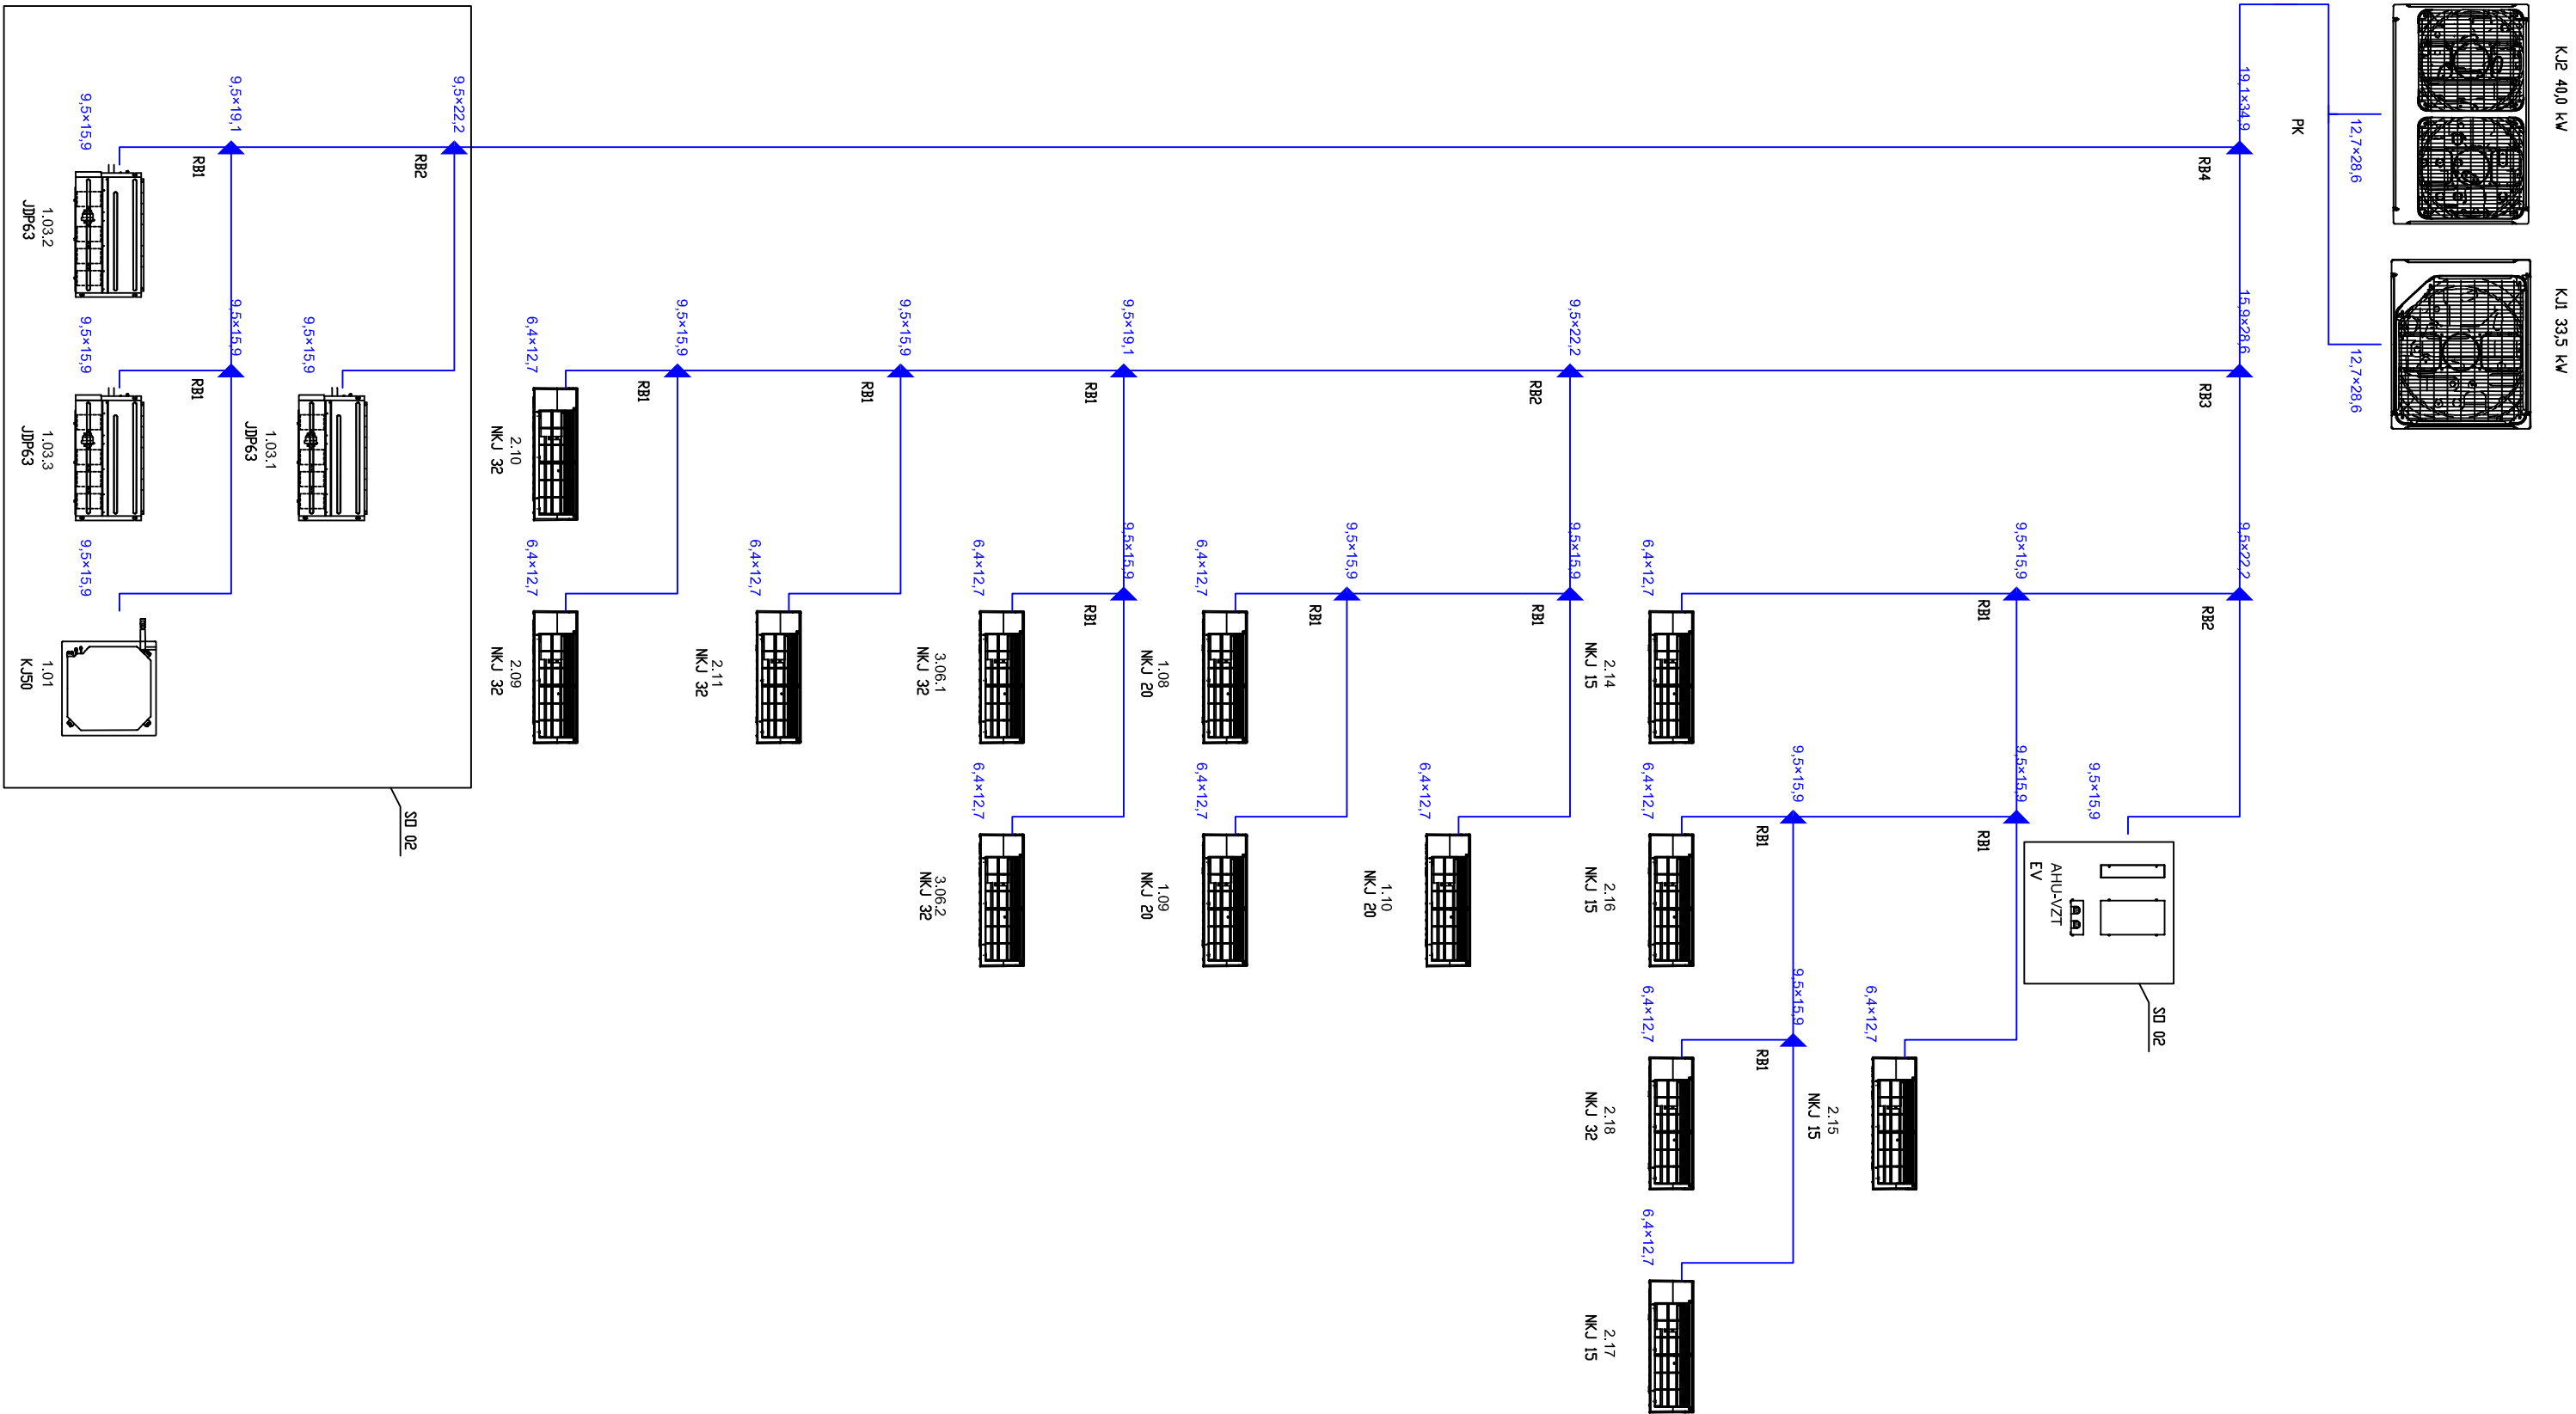 KJ2 40,0 kW
KJ1 33,5 kW
12,7×28,6
12,7×28,6
PK
19,1×34,9
RB4
15,9×28,6
RB3
9,5×22,2
RB2
9,5×15,9
AHU-VZT
EV
SO 02
9,5×15,9
RB1
9,5×15,9
RB1
6,4×12,7
2.15
NKJ 15
9,5×15,9
RB1
9,5×15,9
RB1
6,4×12,7
2.14
NKJ 15
6,4×12,7
2.16
NKJ 15
6,4×12,7
2.18
NKJ 32
6,4×12,7
2.17
NKJ 15
9,5×22,2
RB2
9,5×15,9
RB1
6,4×12,7
1.10
NKJ 20
9,5×15,9
RB1
6,4×12,7
1.08
NKJ 20
6,4×12,7
1.09
NKJ 20
9,5×19,1
RB1
9,5×15,9
RB1
6,4×12,7
3.06.1
NKJ 32
6,4×12,7
3.06.2
NKJ 32
9,5×15,9
RB1
6,4×12,7
2.11
NKJ 32
9,5×15,9
RB1
6,4×12,7
2.10
NKJ 32
6,4×12,7
2.09
NKJ 32
9,5×22,2
RB2
SO 02
9,5×15,9
1.03.1
JDP63
9,5×19,1
RB1
9,5×15,9
RB1
9,5×15,9
1.03.2
JDP63
9,5×15,9
1.03.3
JDP63
9,5×15,9
1.01
KJ50